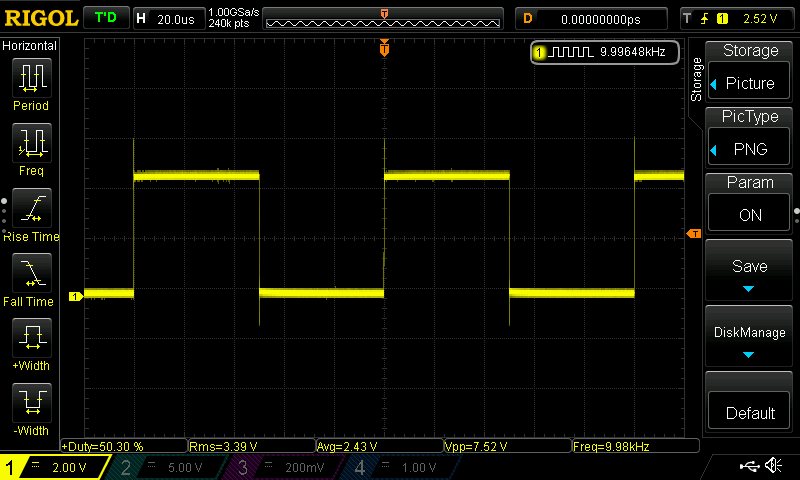 RIGOL T'D H 20.0us 1.00GSa/s 240k pts T D 0.00000000ps T 1 2.52 V
Horizontal
Period
Freq
Rise Time
Fall Time
+Width
-Width
T
1 9.99648kHz
T
1
Storage
Storage
Picture
PicType
PNG
Param
ON
Save
DiskManage
Default
+Duty=50.30 % Rms=3.39 V Avg=2.43 V Vpp=7.52 V Freq=9.98kHz
1 2.00 V 2 5.00 V 3 200mV 4 1.00 V